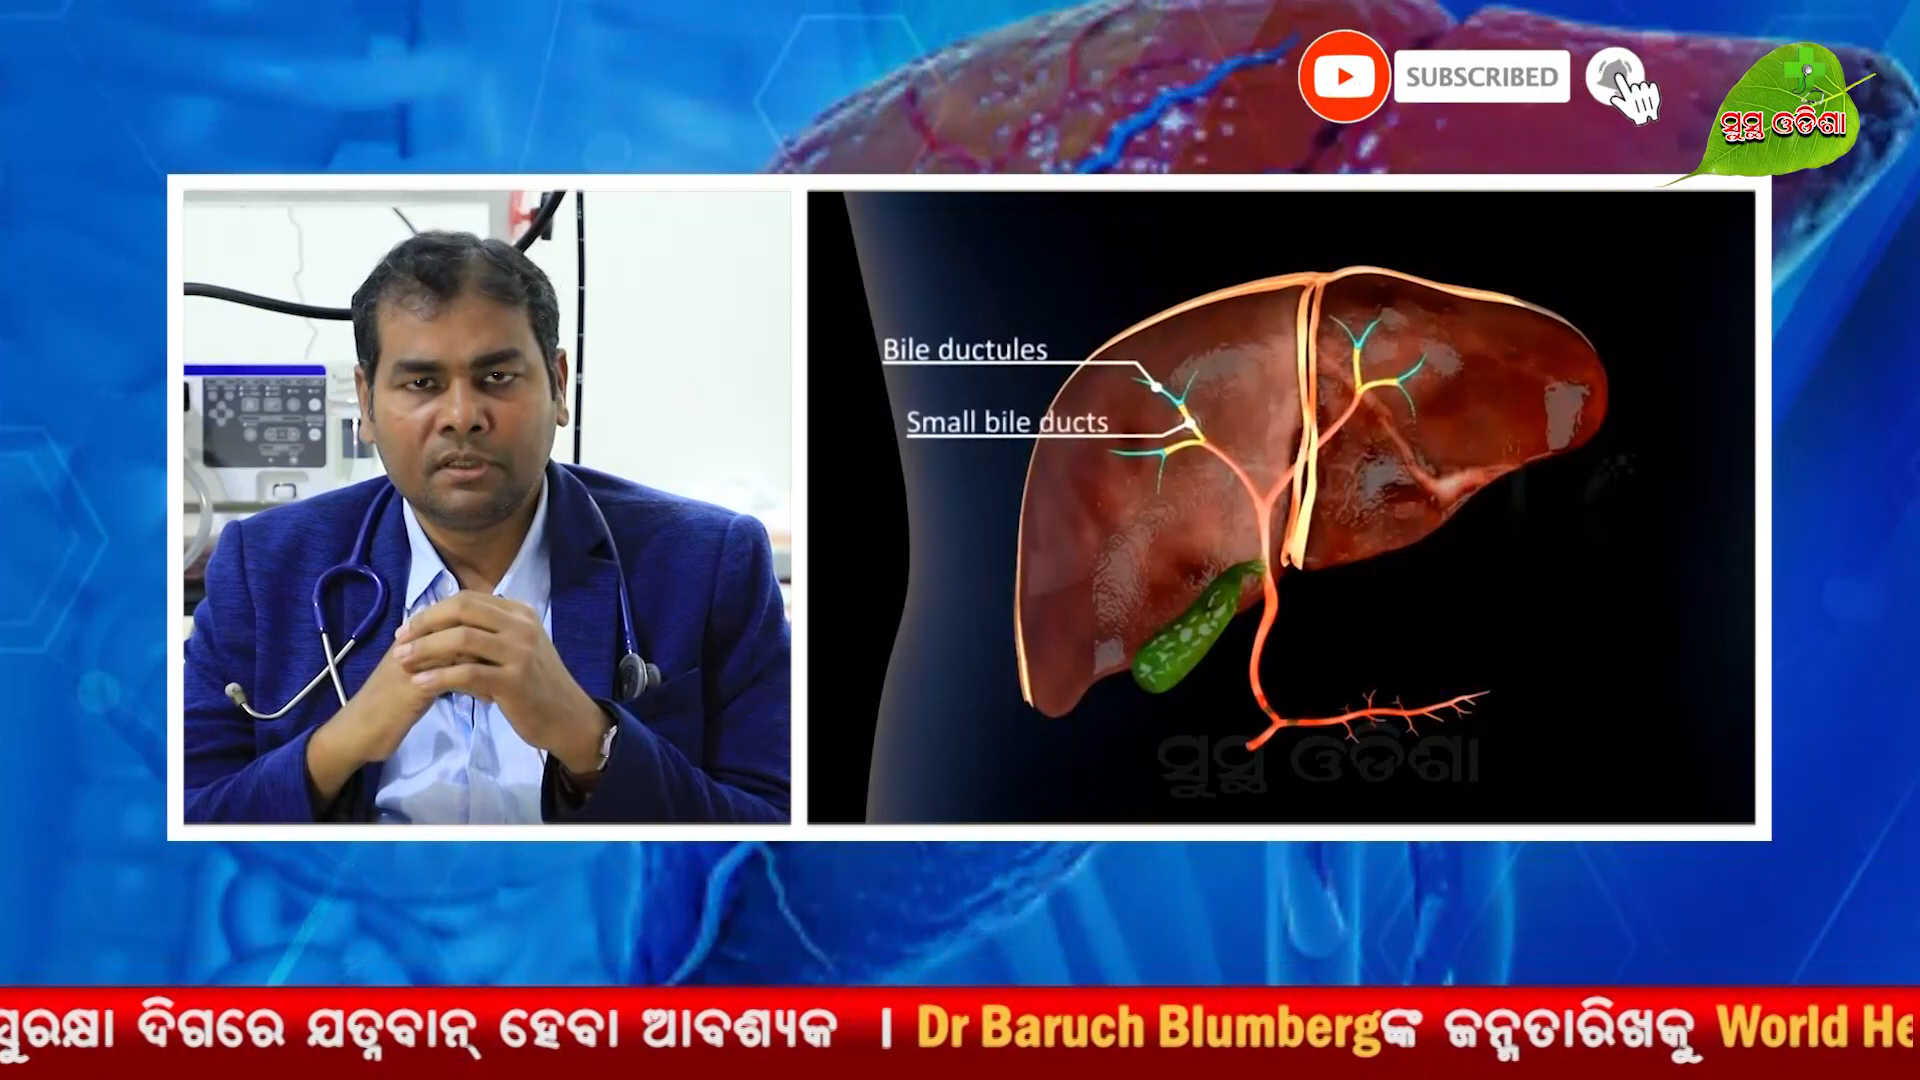 SUBSCRIBED
ସୁସ୍ଥ ଓଡିଶା
Bile ductules
Small bile ducts
ସୁସ୍ଥ ଓଡିଶା
ସୁରକ୍ଷା ଦିଗରେ ଯତ୍ନବାନ୍ ହେବା ଆବଶ୍ୟକ । Dr Baruch Blumbergଙ୍କ ଜନ୍ମତାରିଖକୁ World He